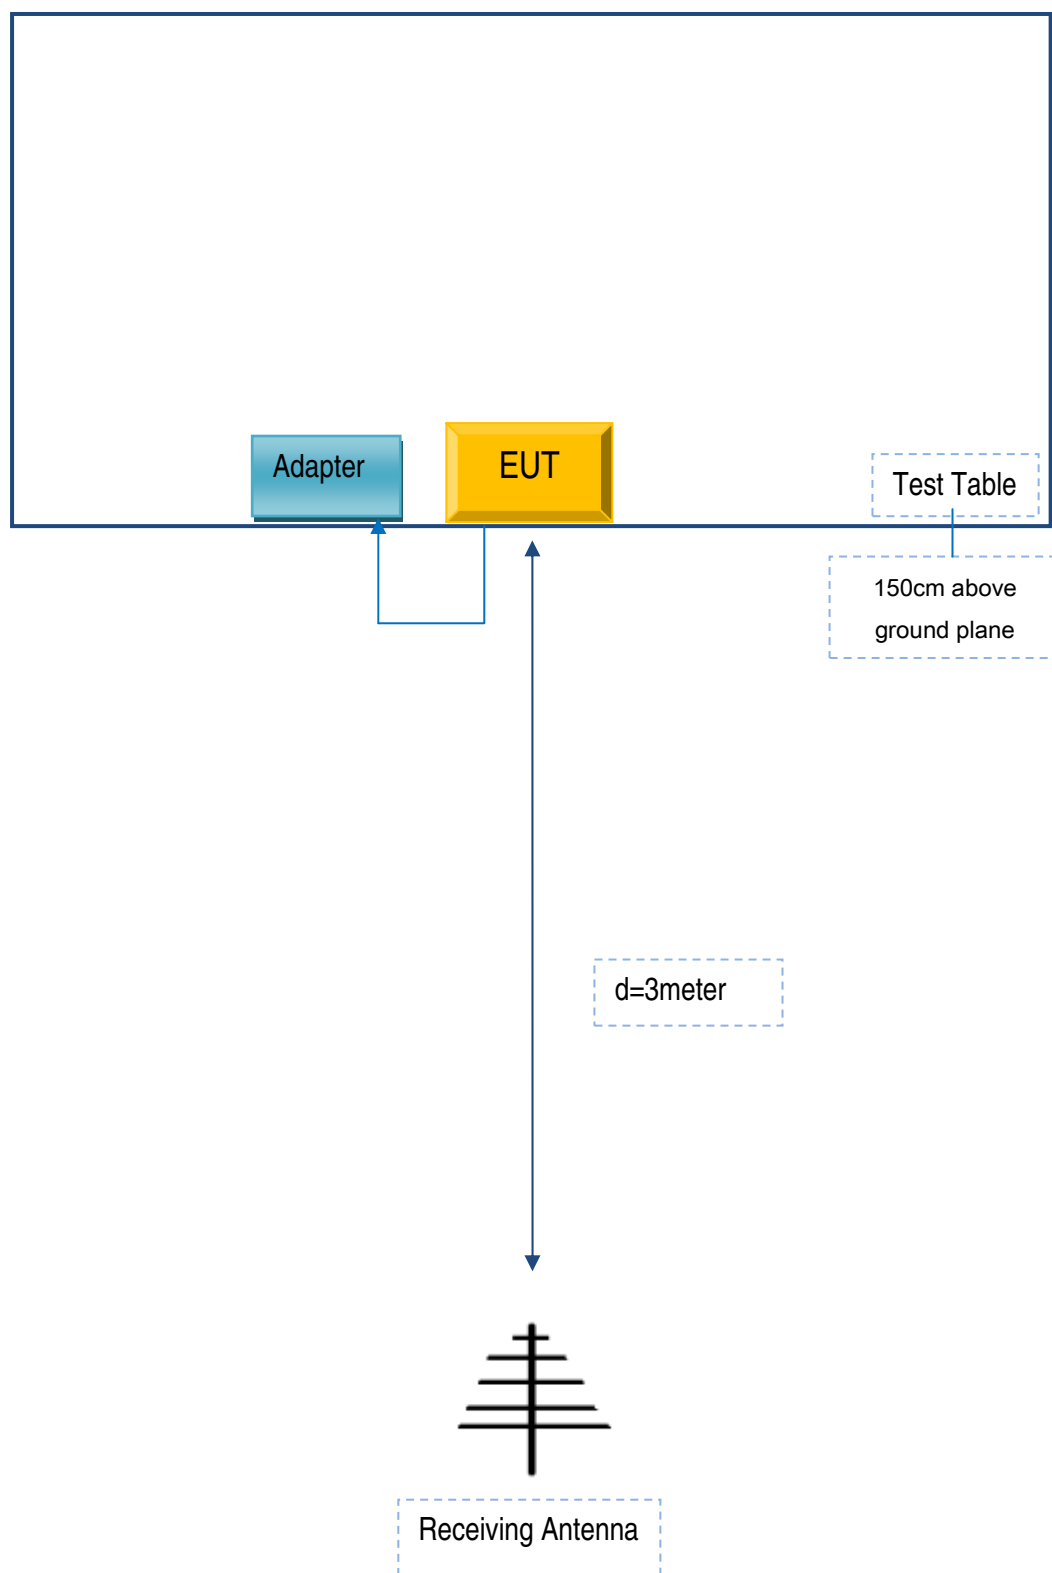 Adapter
EUT
Test Table
150cm above
ground plane
d=3meter
Receiving Antenna